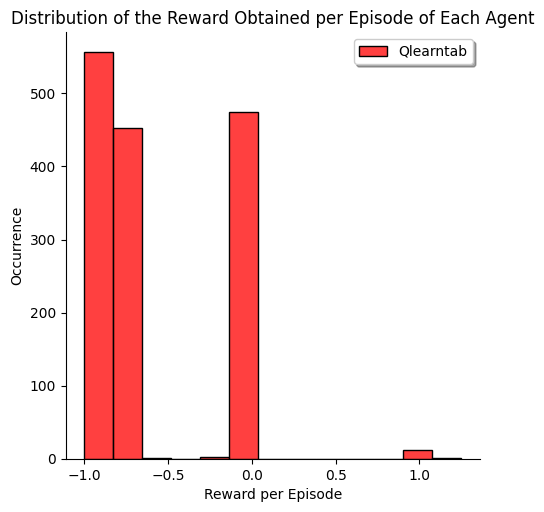 Distribution of the Reward Obtained per Episode of Each Agent
Qlearntab
500
400
300
200
100
0
Occurrence
−1.0 −0.5 0.0 0.5 1.0
Reward per Episode